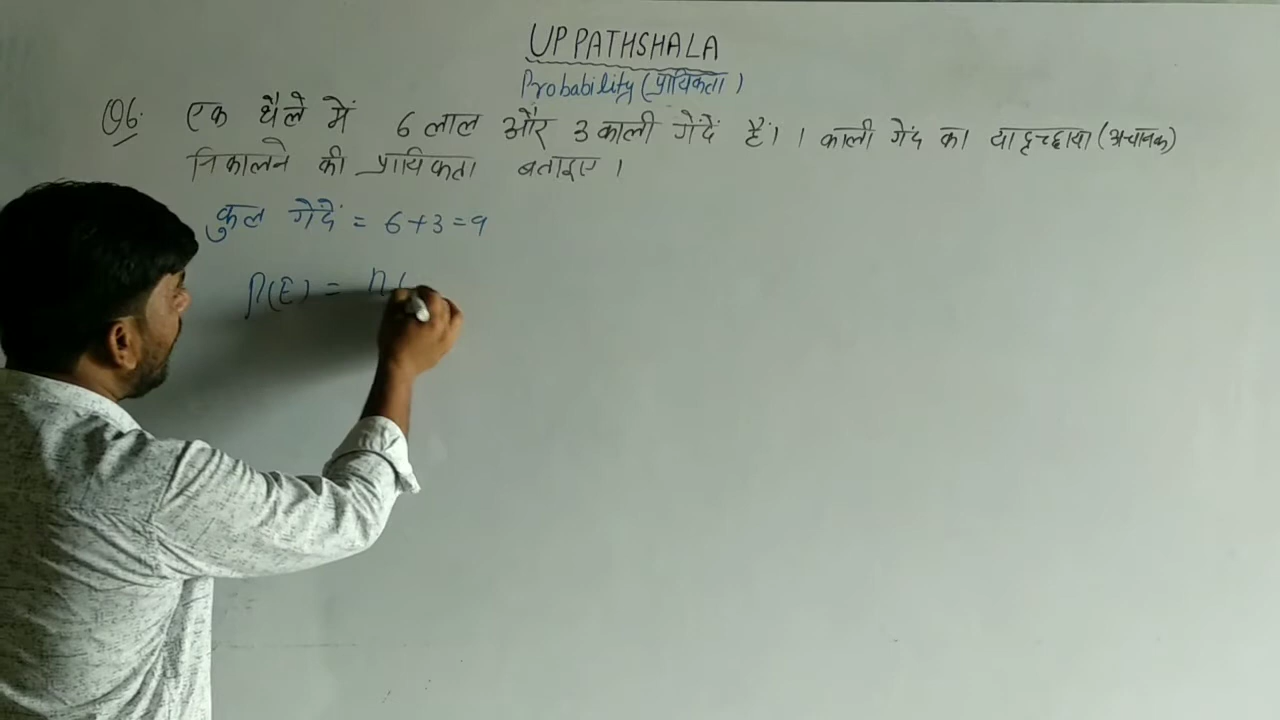 UP PATHSHALA
Probability (प्रायिकता)
Q6. एक थैले में 6 लाल और 3 काली गेंदें हैं। 1 काली गेंद का यादृच्छया (अचानक)
निकालने की प्रायिकता बताइए ।
कुल गेंदें = 6+3=9
P(E) = n(